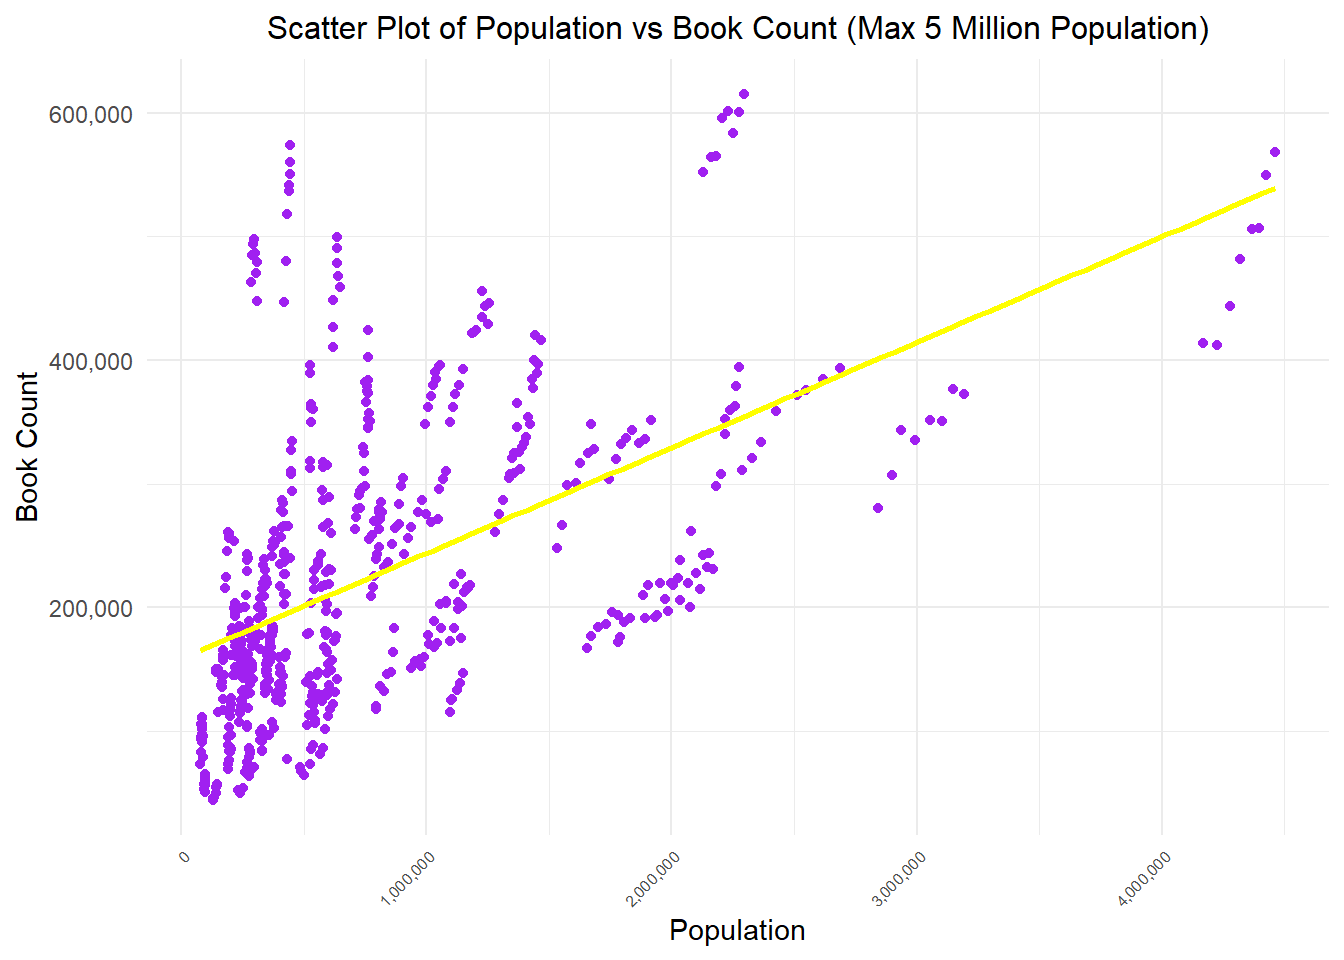 Scatter Plot of Population vs Book Count (Max 5 Million Population)
600,000
400,000
200,000
Book Count
0
1,000,000
2,000,000
3,000,000
4,000,000
Population